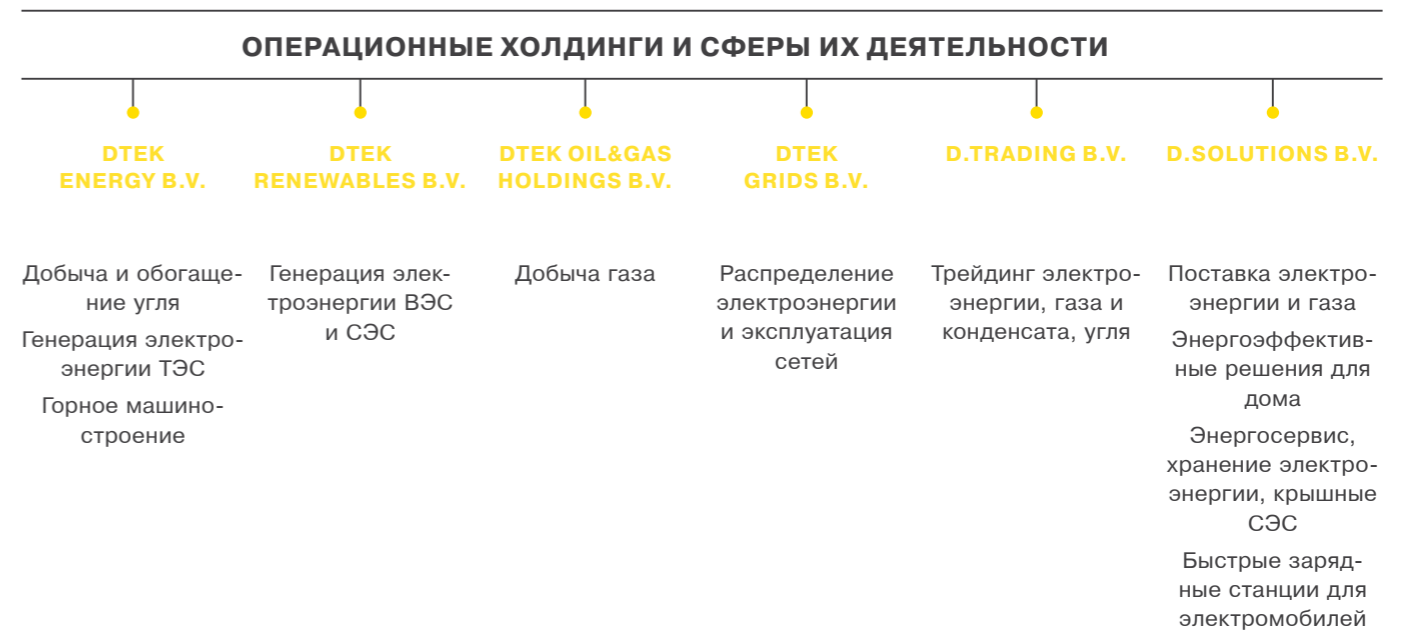 ОПЕРАЦИОННЫЕ ХОЛДИНГИ И СФЕРЫ ИХ ДЕЯТЕЛЬНОСТИ
DTEK
ENERGY B.V.
Добыча и обогаще-
ние угля
Генерация электро-
энергии ТЭС
Горное машино-
строение
DTEK
RENEWABLES B.V.
Генерация элек-
троэнергии ВЭС
и СЭС
DTEK OIL&GAS
HOLDINGS B.V.
Добыча газа
DTEK
GRIDS B.V.
Распределение
электроэнергии
и эксплуатация
сетей
D.TRADING B.V.
Трейдинг электро-
энергии, газа и
конденсата, угля
D.SOLUTIONS B.V.
Поставка электро-
энергии и газа
Энергоэффектив-
ные решения для
дома
Энергосервис,
хранение электро-
энергии, крышные
СЭС
Быстрые заряд-
ные станции для
электромобилей